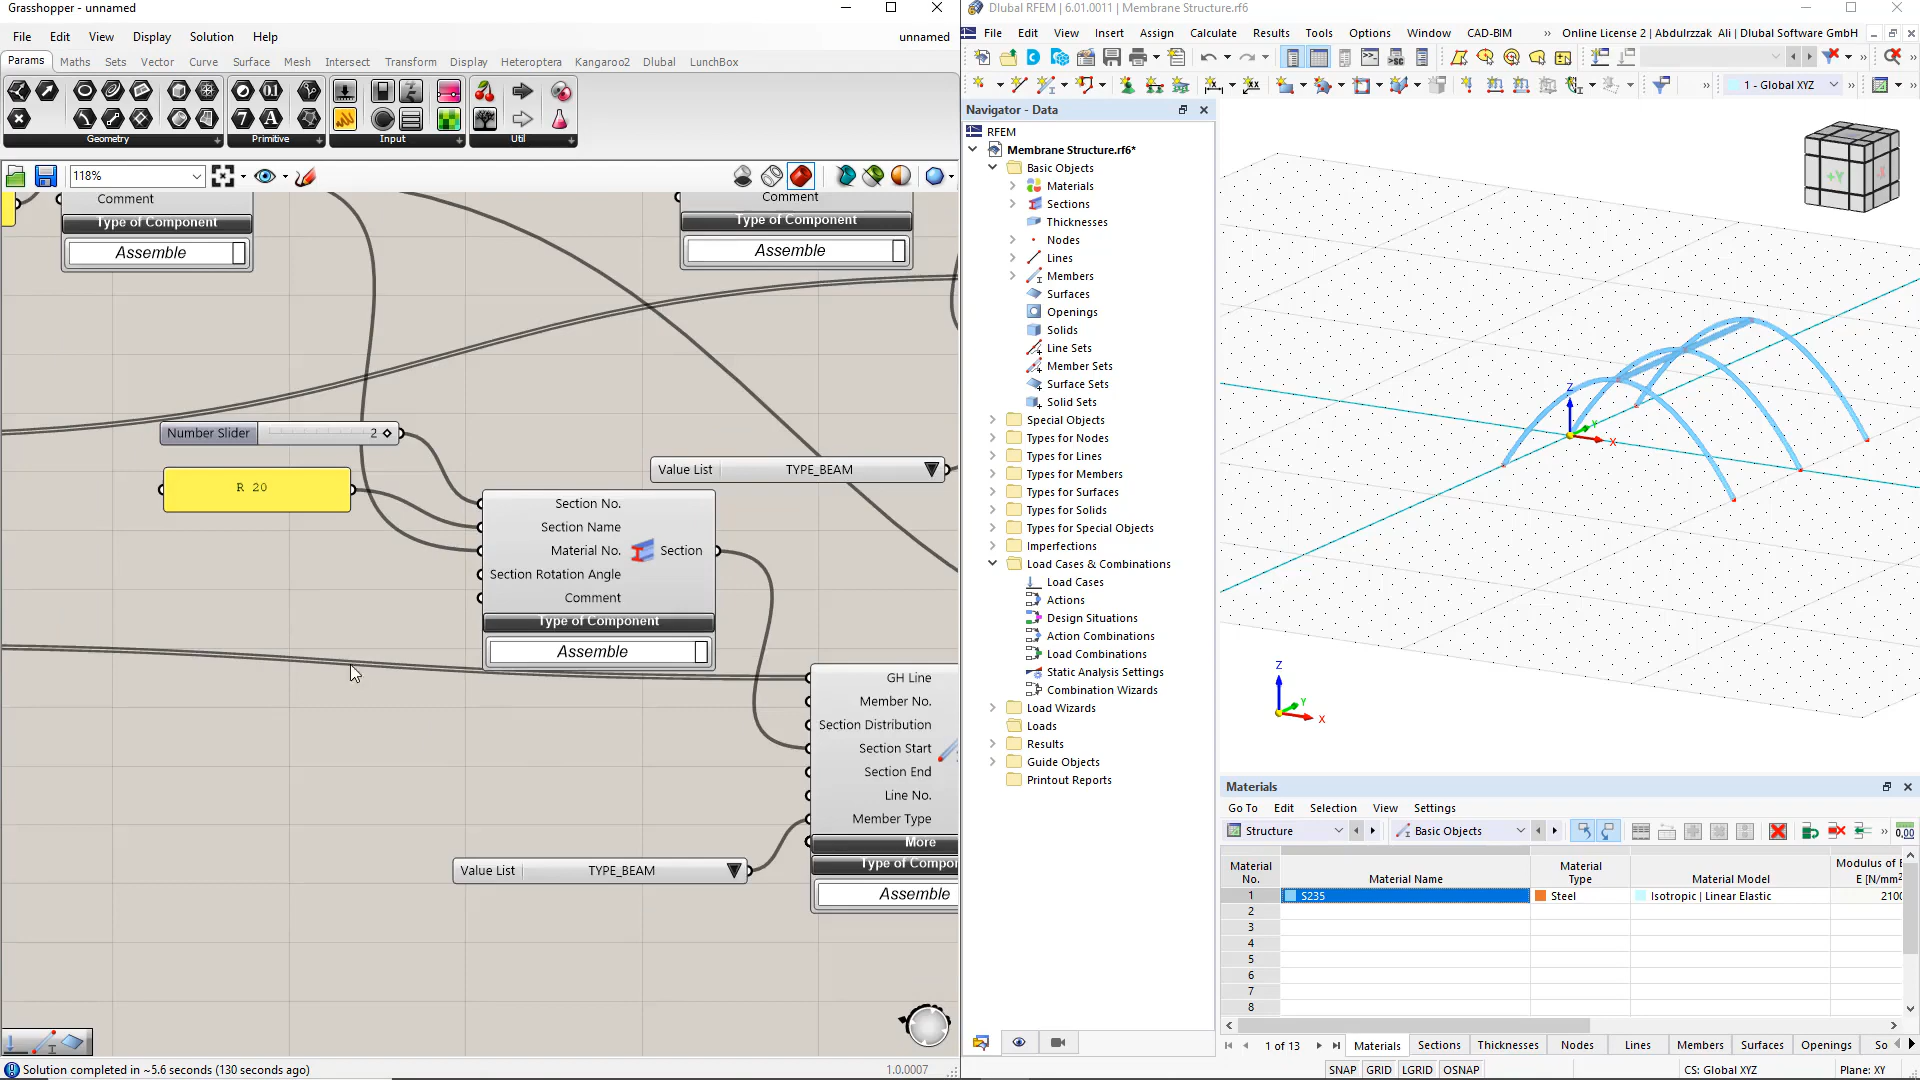 Grasshopper - unnamed
File Edit View Display Solution Help unnamed
Params Maths Sets Vector Curve Surface Mesh Intersect Transform Display Heteroptera Kangaroo2 Dlubal LunchBox
Geometry Primitive Input Util
118%
Comment
Type of Component
Assemble
Comment
Type of Component
Assemble
Number Slider 2
R 20
Value List TYPE_BEAM
Section No.
Section Name
Material No.
Section
Section Rotation Angle
Comment
Type of Component
Assemble
GH Line
Member No.
Section Distribution
Section Start
Section End
Line No.
Member Type
More
Type of Compo
Assemble
Value List TYPE_BEAM
Solution completed in ~5.6 seconds (130 seconds ago) 1.0.0007
Dlubal RFEM | 6.01.0011 | Membrane Structure.rf6
File Edit View Insert Assign Calculate Results Tools Options Window CAD-BIM Online License 2 | Abdulrzzak Ali | Dlubal Software GmbH
1 - Global XYZ
Navigator - Data
RFEM
Membrane Structure.rf6*
Basic Objects
Materials
Sections
Thicknesses
Nodes
Lines
Members
Surfaces
Openings
Solids
Line Sets
Member Sets
Surface Sets
Solid Sets
Special Objects
Types for Nodes
Types for Lines
Types for Members
Types for Surfaces
Types for Solids
Types for Special Objects
Imperfections
Load Cases & Combinations
Load Cases
Actions
Design Situations
Action Combinations
Load Combinations
Static Analysis Settings
Combination Wizards
Load Wizards
Loads
Results
Guide Objects
Printout Reports
+Y -X
Z
Y
X
Z
Y
X
Materials
Go To Edit Selection View Settings
Structure Basic Objects
Material No. Material Name Material Type Material Model Modulus of E E [N/mm²
1 S235 Steel Isotropic | Linear Elastic 2100
2
3
4
5
6
7
8
1 of 13 Materials Sections Thicknesses Nodes Lines Members Surfaces Openings So
SNAP GRID LGRID OSNAP CS: Global XYZ Plane: XY